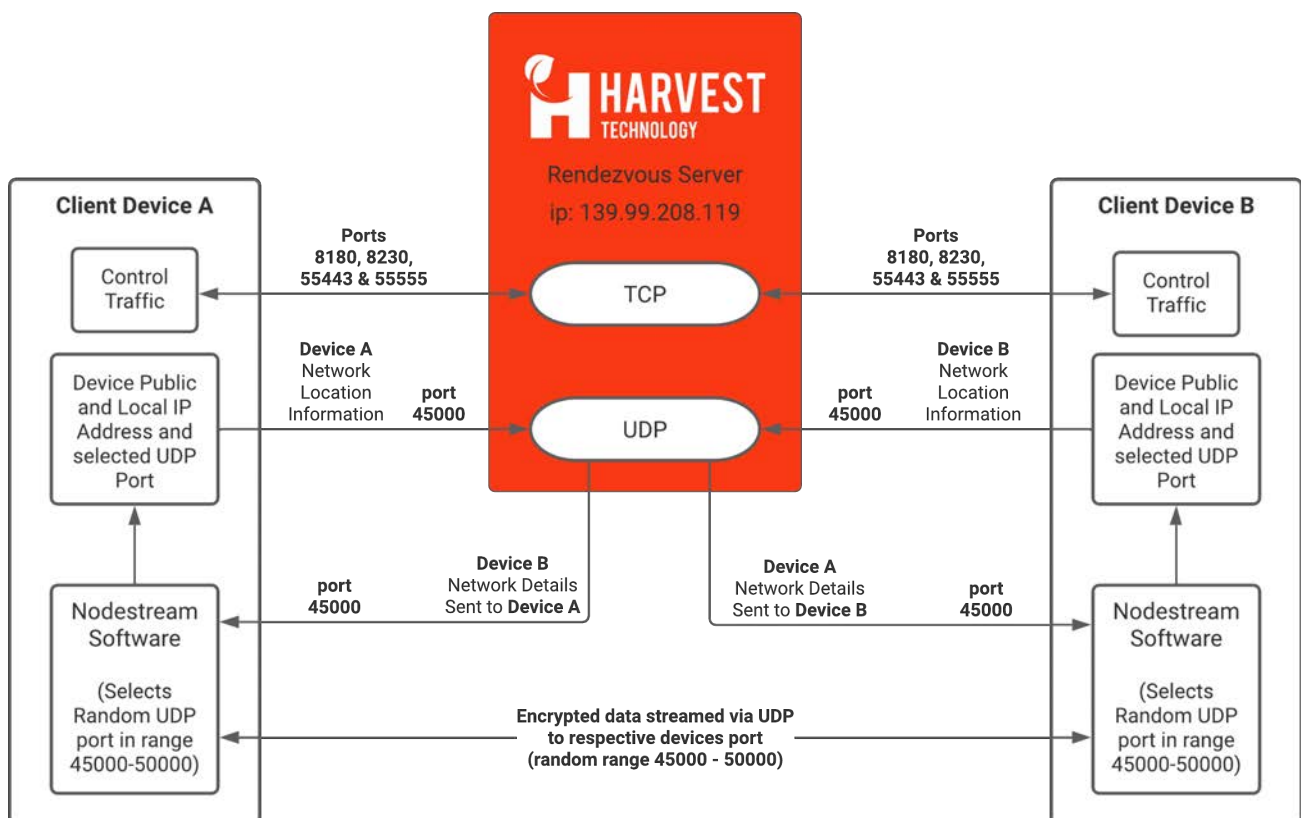 HARVEST
TECHNOLOGY
Rendezvous Server
ip: 139.99.208.119
TCP
UDP
Client Device A
Control
Traffic
Device Public
and Local IP
Address and
selected UDP
Port
Nodestream
Software
(Selects
Random UDP
port in range
45000-50000)
Ports
8180, 8230,
55443 & 55555
Device A
Network
Location
Information
port
45000
Device B
Network Details
Sent to Device A
port
45000
Ports
8180, 8230,
55443 & 55555
Device B
Network
Location
Information
port
45000
Device A
Network Details
Sent to Device B
port
45000
Encrypted data streamed via UDP
to respective devices port
(random range 45000 - 50000)
Client Device B
Control
Traffic
Device Public
and Local IP
Address and
selected UDP
Port
Nodestream
Software
(Selects
Random UDP
port in range
45000-50000)